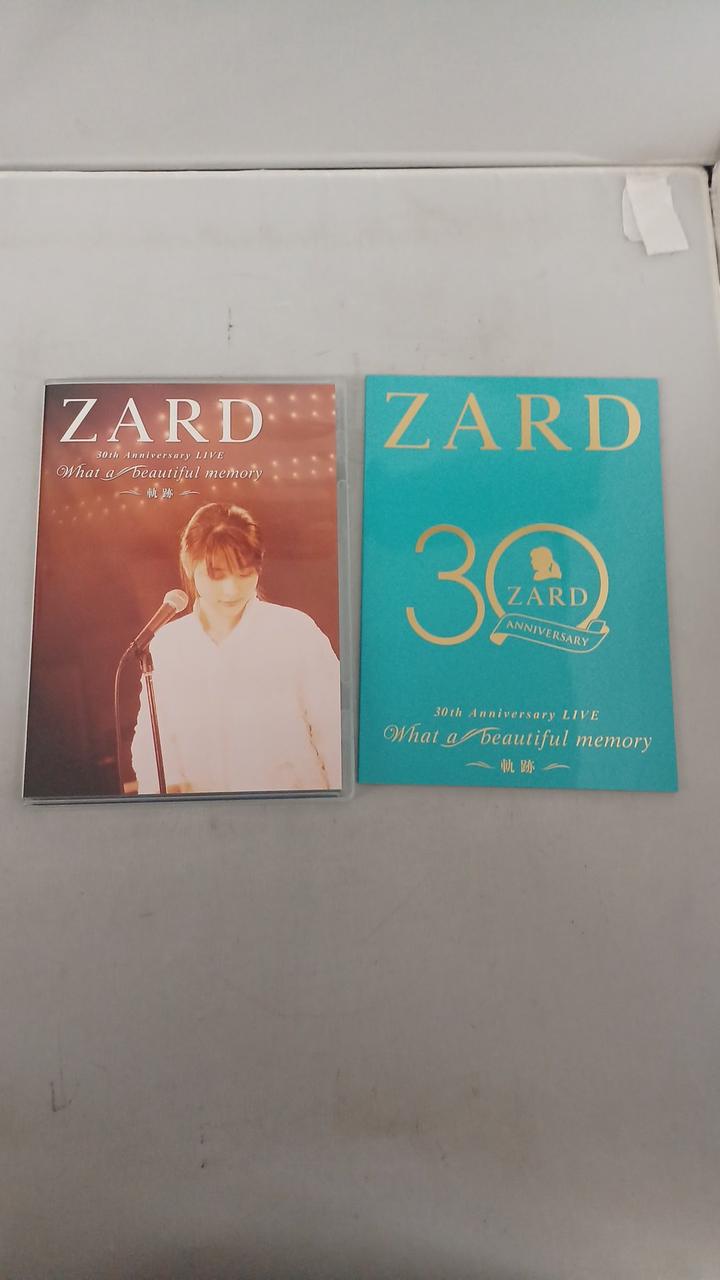 ZARD
30th Anniversary LIVE
What a beautiful memory
軌跡
ZARD
30
ZARD
ANNIVERSARY
30th Anniversary LIVE
What a beautiful memory
軌跡